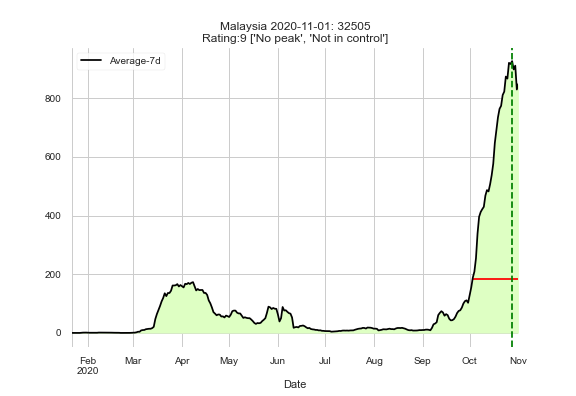 Malaysia 2020-11-01: 32505
Rating:9 ['No peak', 'Not in control']
Average-7d
800
600
400
200
0
Feb Mar Apr May Jun Jul Aug Sep Oct Nov
2020
Date